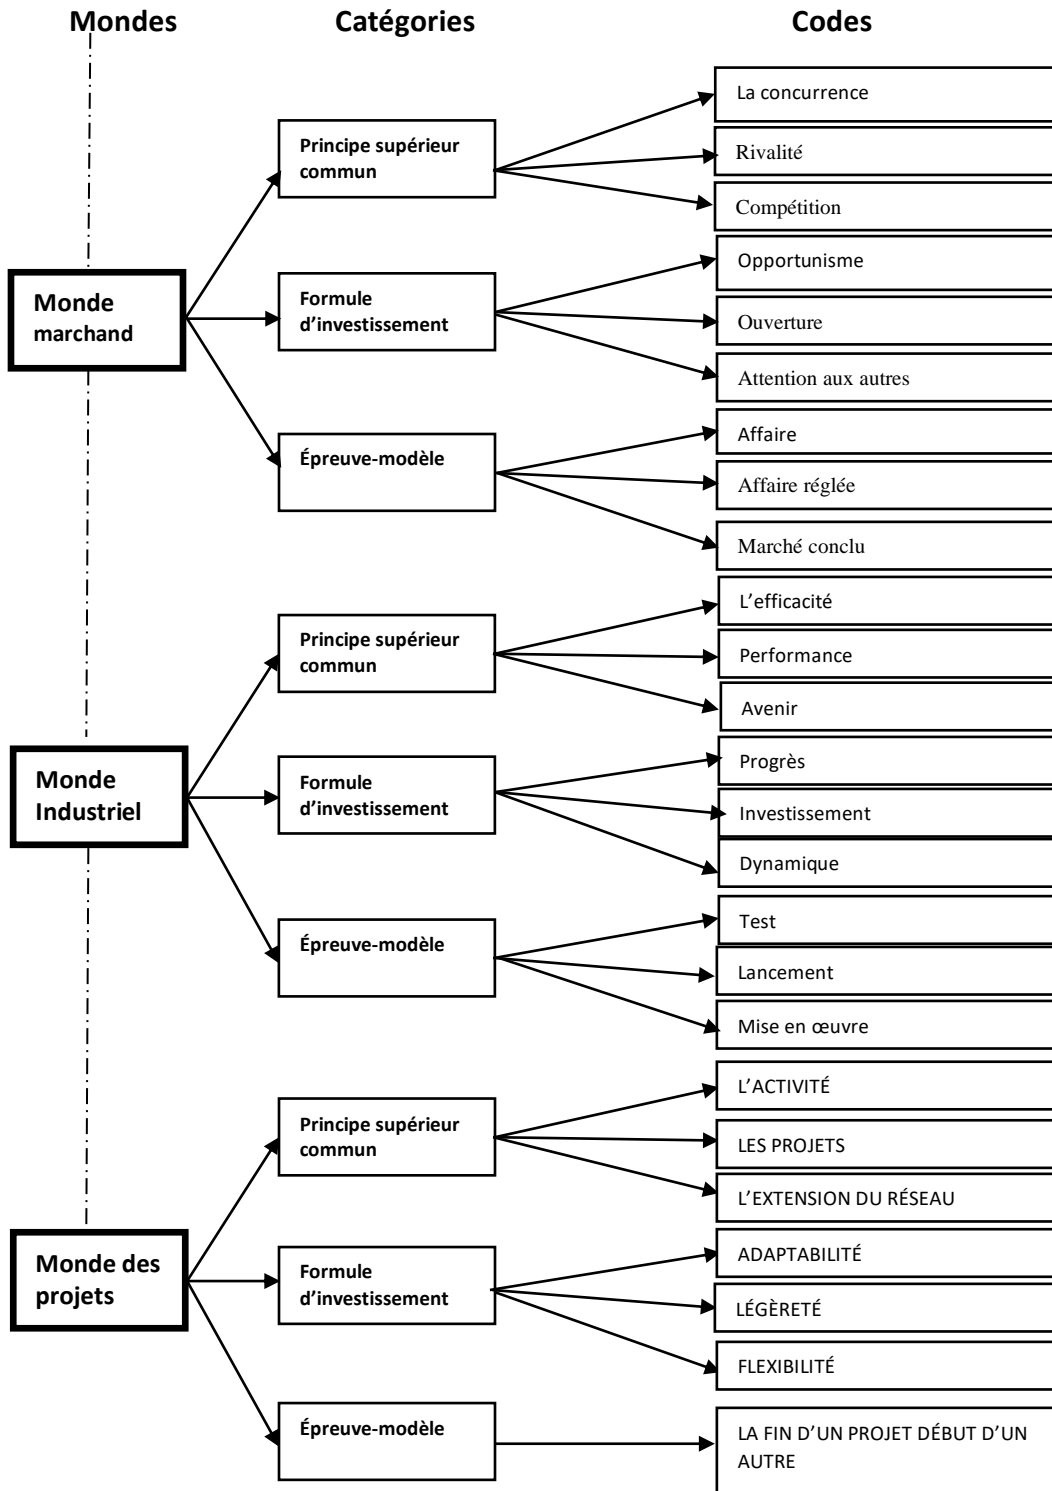 Mondes Catégories Codes
La concurrence
Principe supérieur
commun
Rivalité
Compétition
Monde
marchand
Formule
d’investissement
Opportunisme
Ouverture
Attention aux autres
Épreuve-modèle
Affaire
Affaire réglée
Marché conclu
Principe supérieur
commun
L’efficacité
Performance
Avenir
Monde
Industriel
Formule
d’investissement
Progrès
Investissement
Dynamique
Épreuve-modèle
Test
Lancement
Mise en œuvre
Principe supérieur
commun
L’ACTIVITÉ
LES PROJETS
L’EXTENSION DU RÉSEAU
Monde des
projets
Formule
d’investissement
ADAPTABILITÉ
LÉGÈRETÉ
FLEXIBILITÉ
Épreuve-modèle
LA FIN D’UN PROJET DÉBUT D’UN
AUTRE